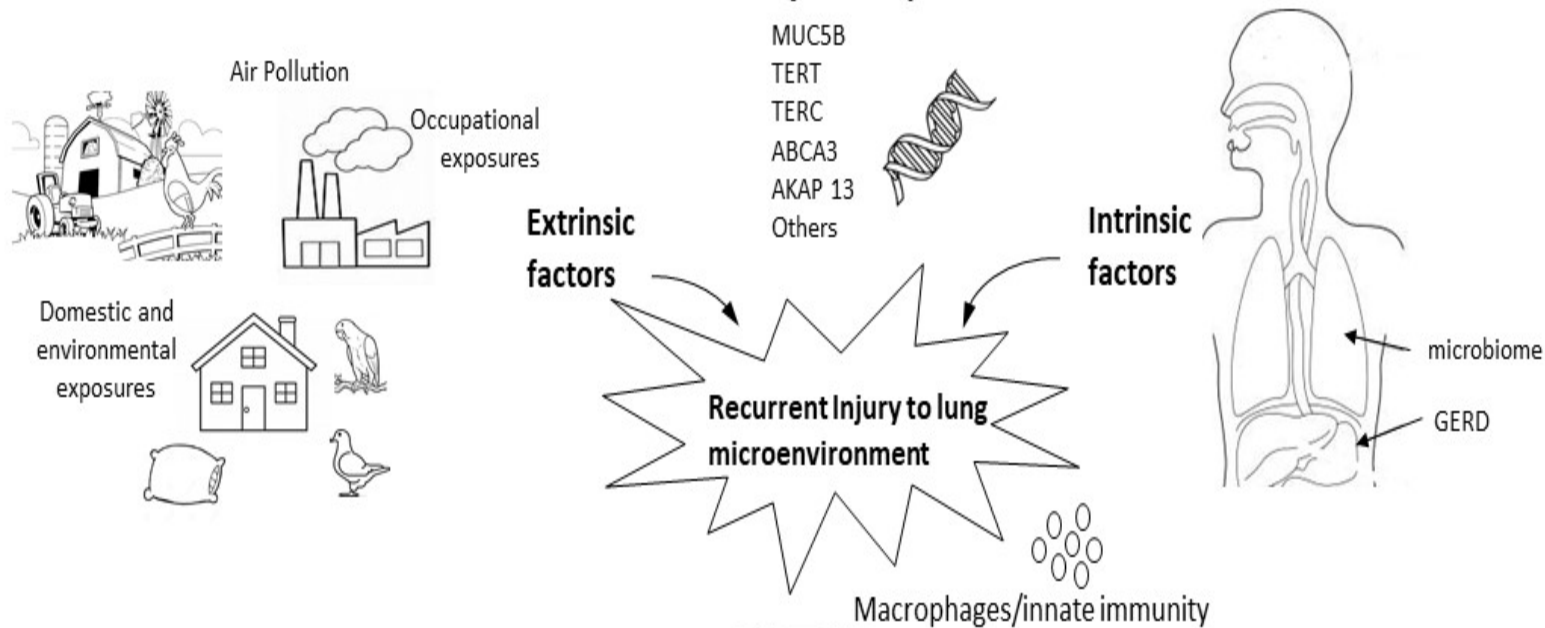 Air Pollution
Occupational
exposures
Domestic and
environmental
exposures
Extrinsic
factors
MUC5B
TERT
TERC
ABCA3
AKAP 13
Others
Intrinsic
factors
microbiome
GERD
Recurrent Injury to lung
microenvironment
Macrophages/innate immunity